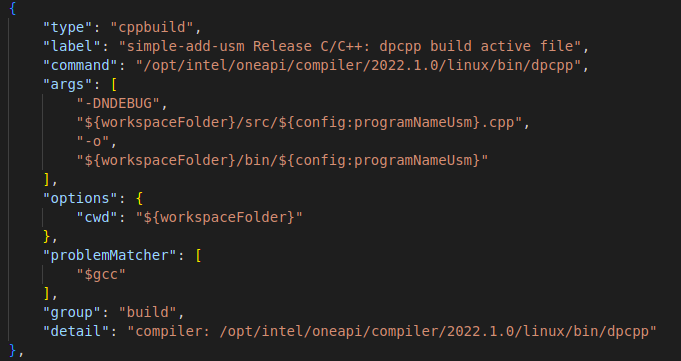 {
    "type": "cppbuild",
    "label": "simple-add-usm Release C/C++: dpcpp build active file",
    "command": "/opt/intel/oneapi/compiler/2022.1.0/linux/bin/dpcpp",
    "args": [
        "-DNDEBUG",
        "${workspaceFolder}/src/${config:programNameUsm}.cpp",
        "-o",
        "${workspaceFolder}/bin/${config:programNameUsm}"
    ],
    "options": {
        "cwd": "${workspaceFolder}"
    },
    "problemMatcher": [
        "$gcc"
    ],
    "group": "build",
    "detail": "compiler: /opt/intel/oneapi/compiler/2022.1.0/linux/bin/dpcpp"
},